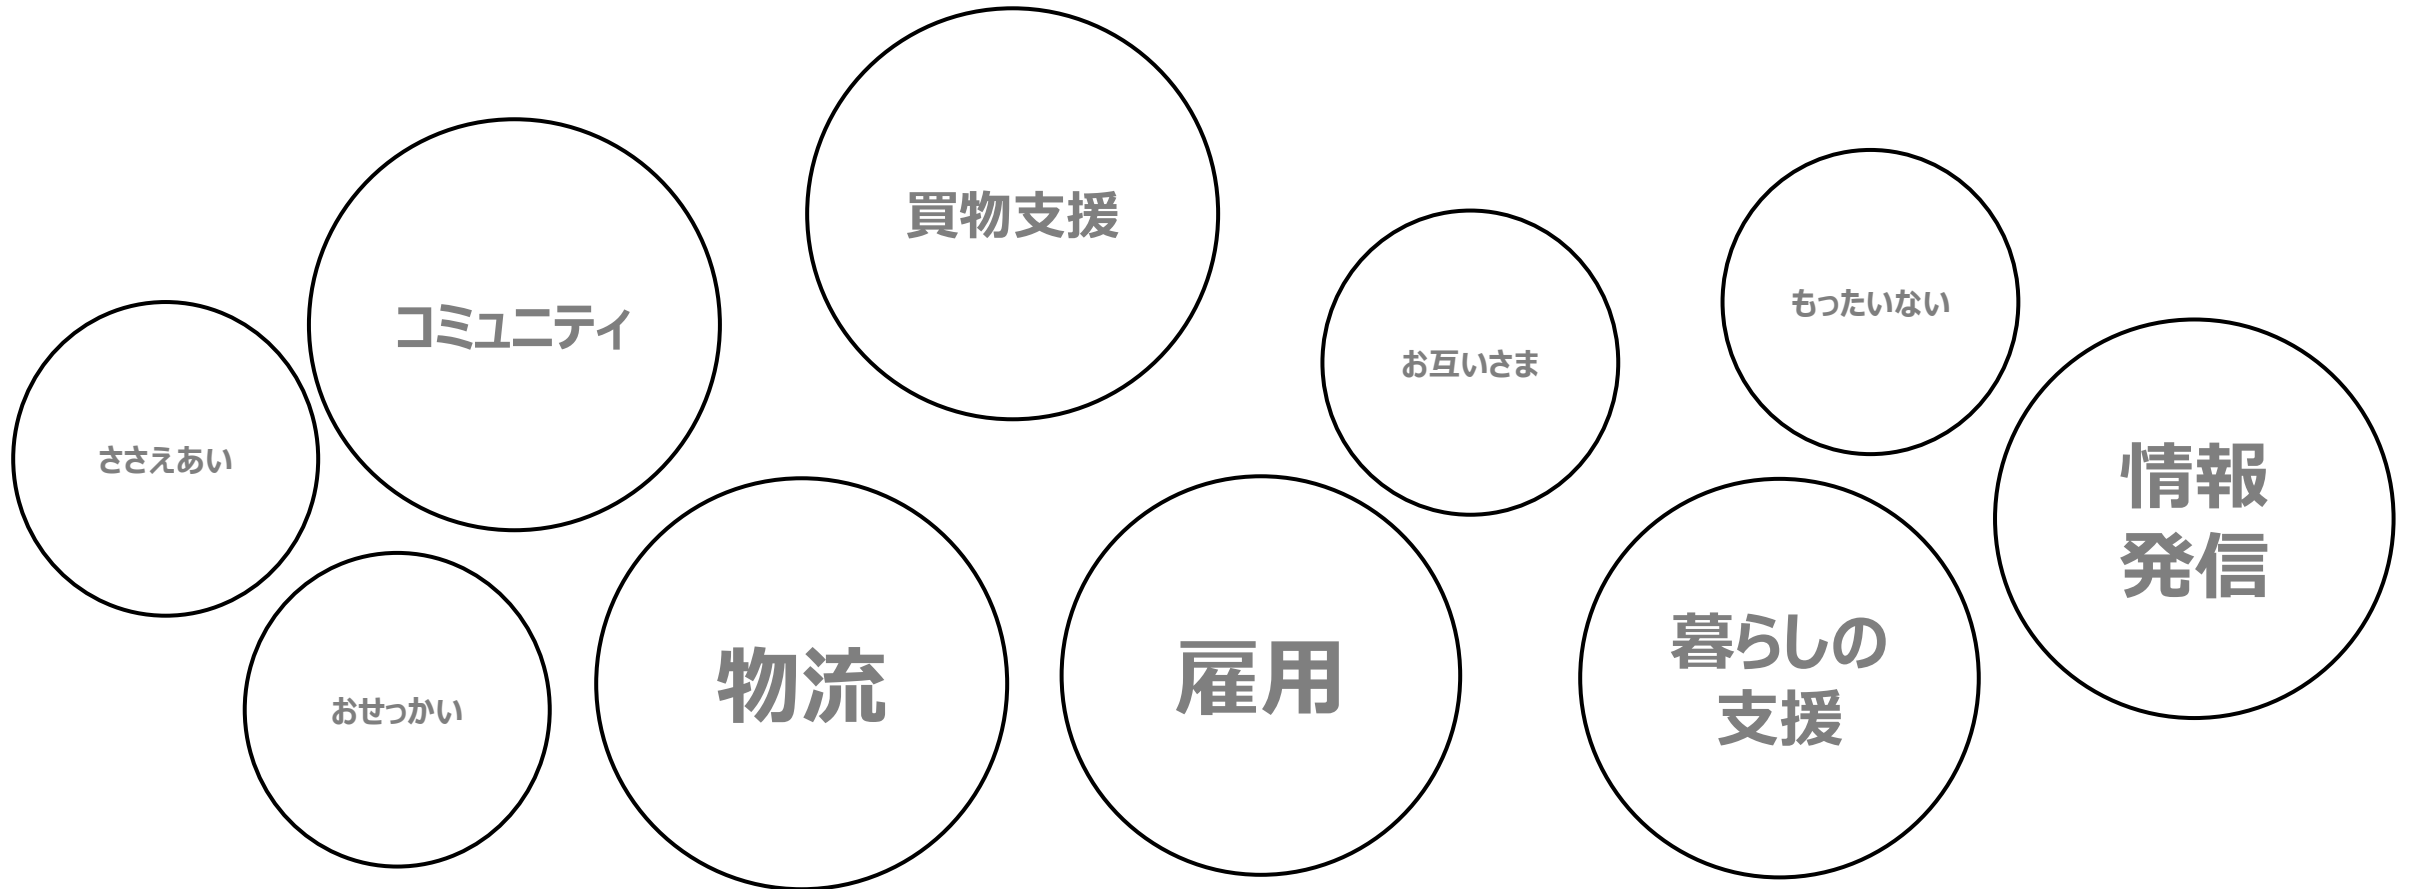 買物支援
コミュニティ
もったいない
お互いさま
ささえあい
情報
発信
暮らしの
支援
物流
雇用
おせっかい